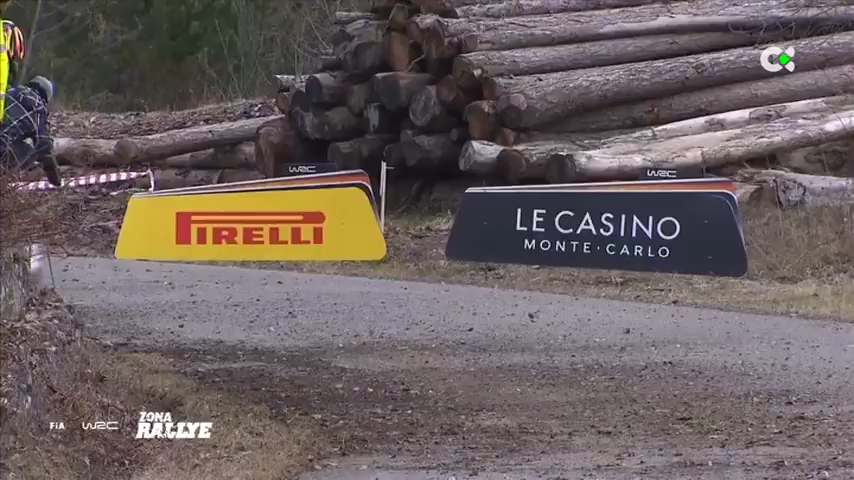 WRC
WRC
PIRELLI
LE CASINO
MONTE·CARLO
FIA WRC ZONA
RALLYE